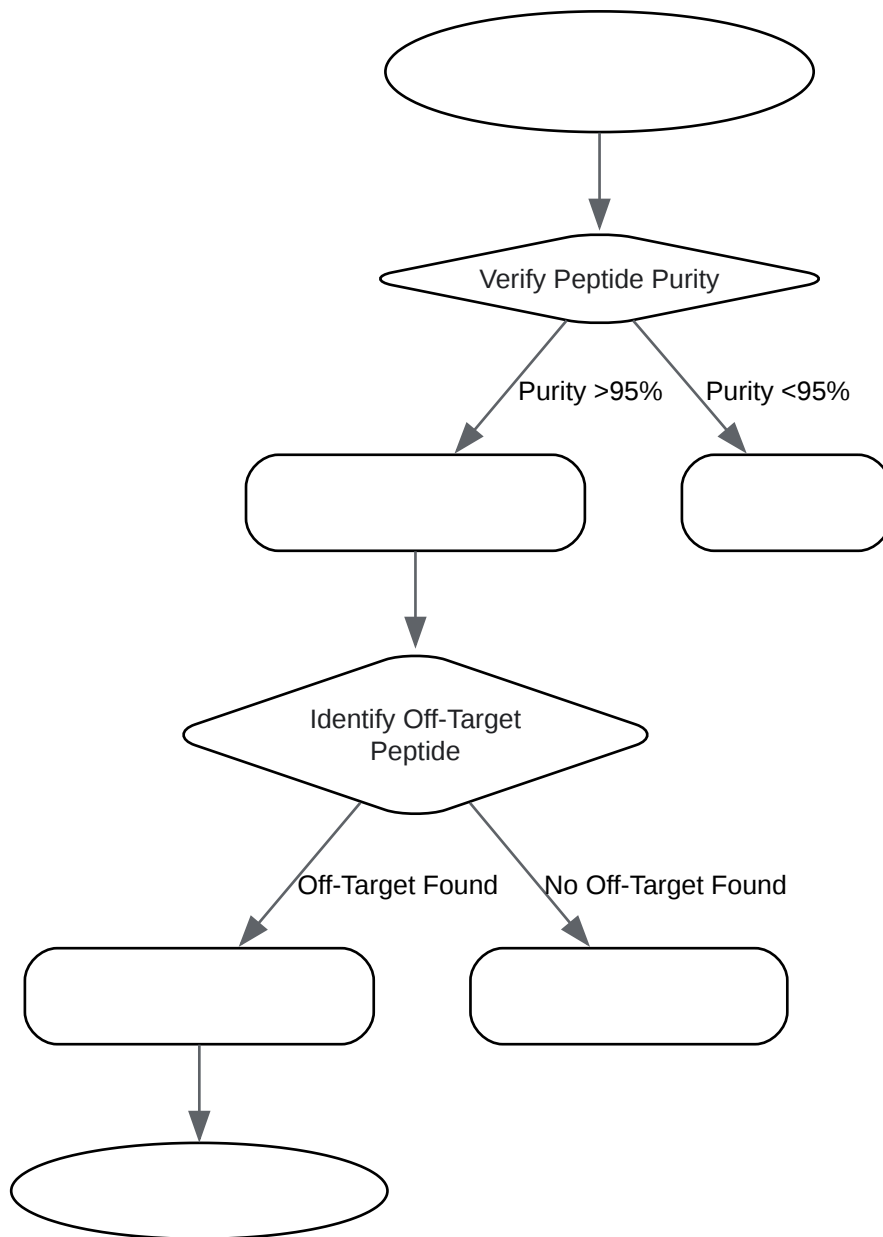 Verify Peptide Purity
Purity >95%
Purity <95%
Identify Off-Target
Peptide
Off-Target Found
No Off-Target Found